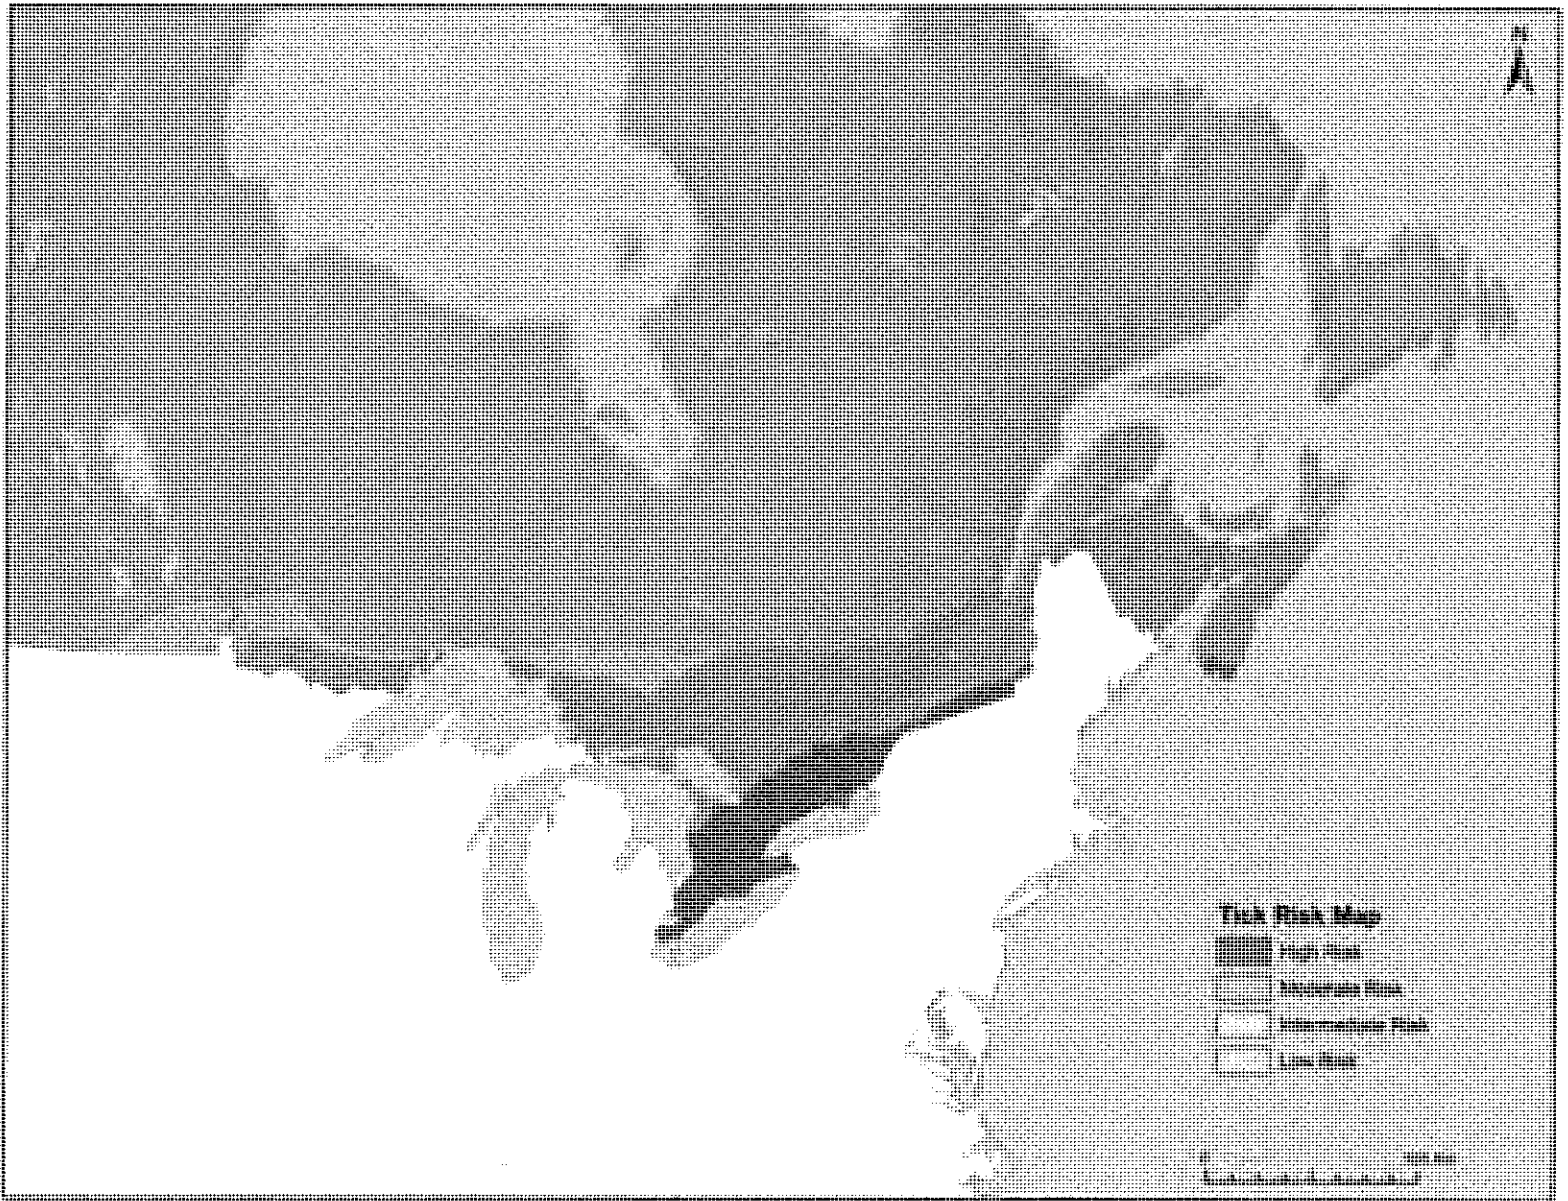 N
Tick Risk Map
High Risk
Moderate Risk
Intermediate Risk
Low Risk